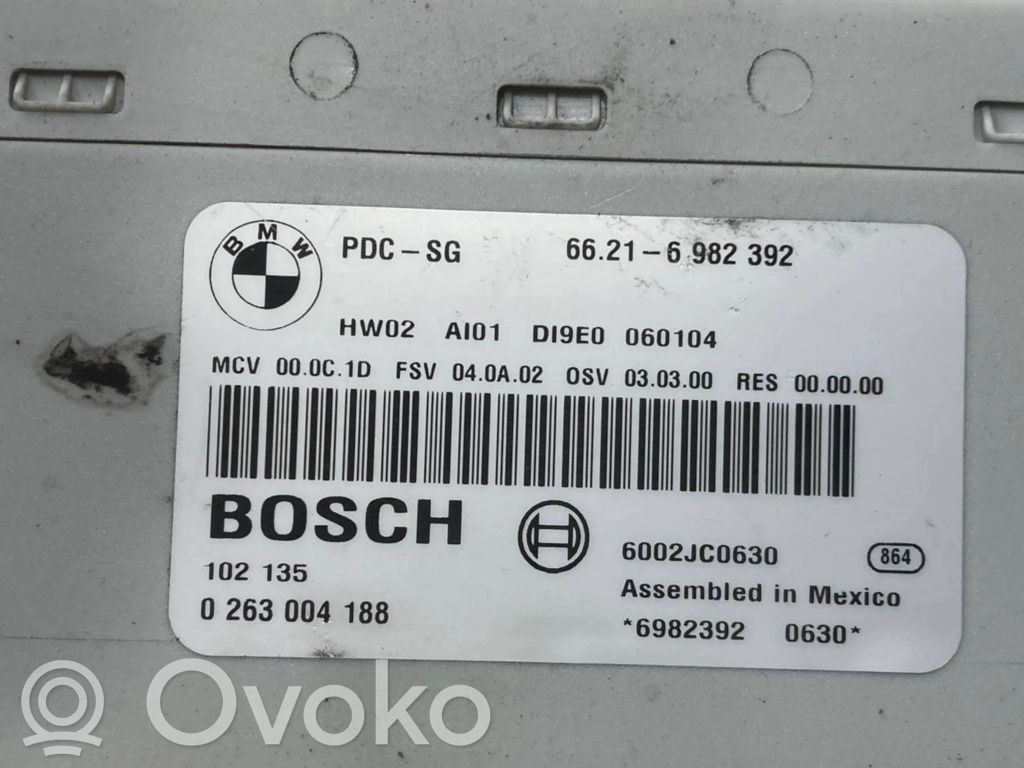 BMW
PDC-SG 66.21-6 982 392
HW02 AI01 DI9E0 060104
MCV 00.0C.1D FSV 04.0A.02 OSV 03.03.00 RES 00.00.00
BOSCH
6002JC0630 864
102 135
Assembled in Mexico
0 263 004 188
*6982392 0630*
Ovoko